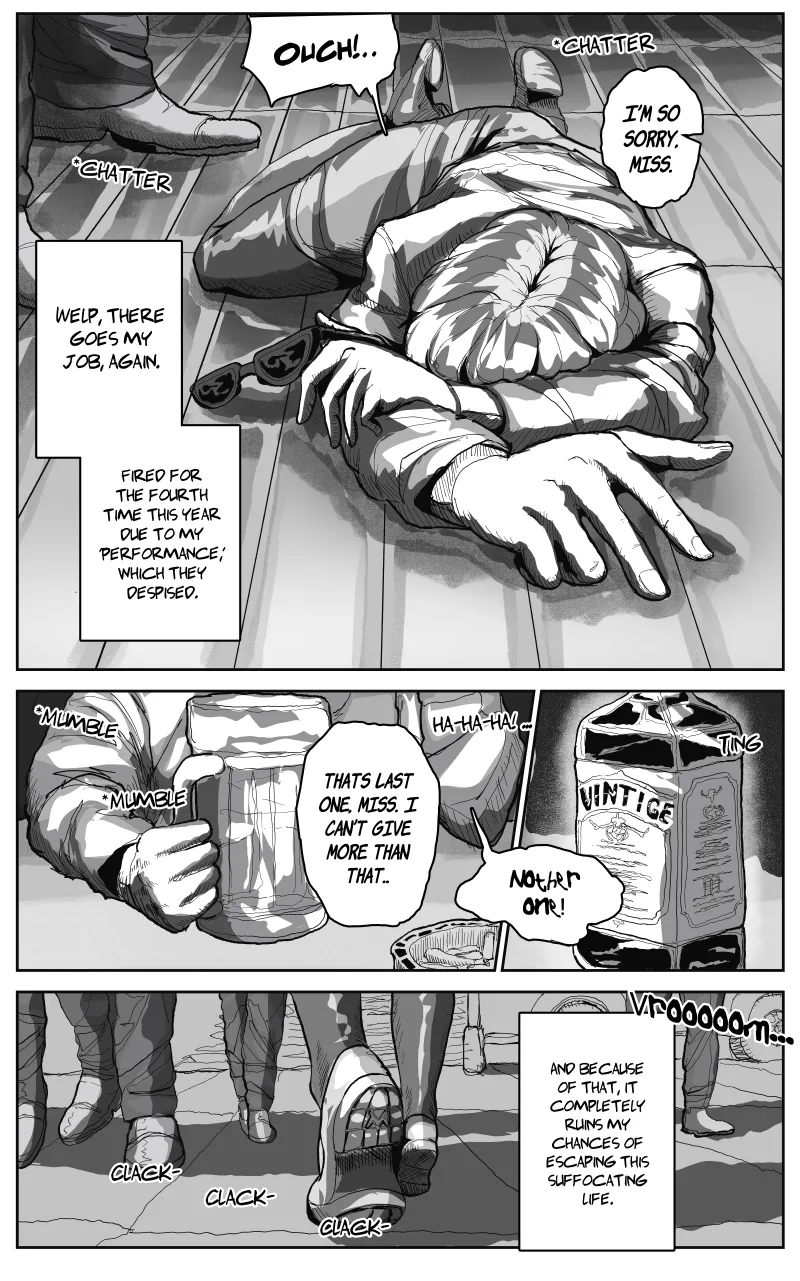 OUCH!..
*CHATTER
I'M SO
SORRY,
MISS.
*CHATTER
WELP, THERE
GOES MY
JOB, AGAIN.
FIRED FOR
THE FOURTH
TIME THIS YEAR
DUE TO MY
'PERFORMANCE,'
WHICH THEY
DESPISED.
*MUMBLE
*MUMBLE
HA-HA-HA! ...
THATS LAST
ONE, MISS. I
CAN'T GIVE
MORE THAN
THAT..
TING
VINTIGE
NOther
one!
Vrooooom...
AND BECAUSE
OF THAT, IT
COMPLETELY
RUINS MY
CHANCES OF
ESCAPING THIS
SUFFOCATING
LIFE.
CLACK-
CLACK-
CLACK-